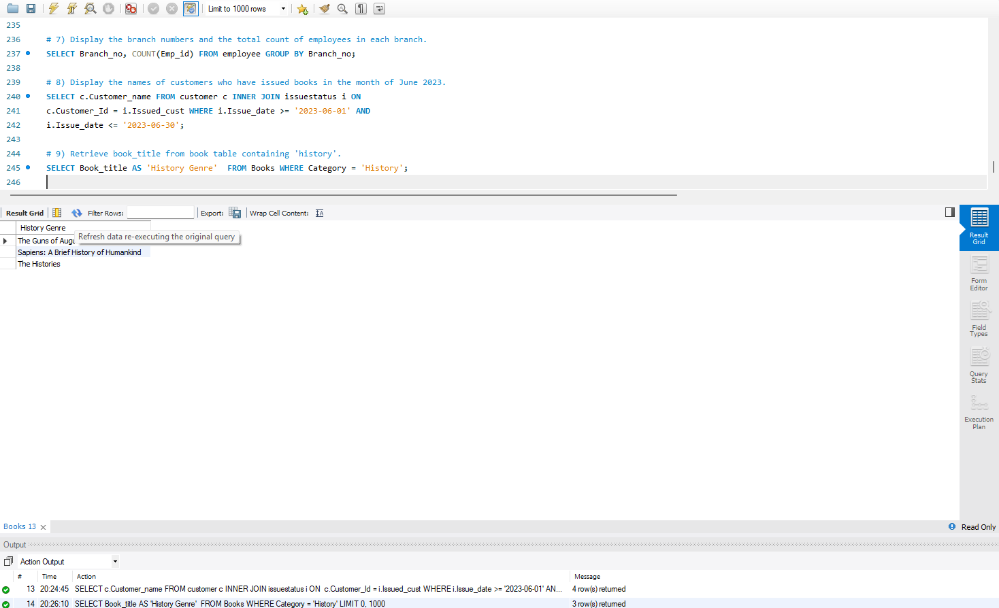 Limit to 1000 rows
235
236 # 7) Display the branch numbers and the total count of employees in each branch.
237 SELECT Branch_no, COUNT(Emp_id) FROM employee GROUP BY Branch_no;
238
239 # 8) Display the names of customers who have issued books in the month of June 2023.
240 SELECT c.Customer_name FROM customer c INNER JOIN issuestatus i ON
241 c.Customer_Id = i.Issued_cust WHERE i.Issue_date >= '2023-06-01' AND
242 i.Issue_date <= '2023-06-30';
243
244 # 9) Retrieve book_title from book table containing 'history'.
245 SELECT Book_title AS 'History Genre'  FROM Books WHERE Category = 'History';
246
Result Grid Filter Rows: Export: Wrap Cell Content:
History Genre
The Guns of Augu
Refresh data re-executing the original query
Sapiens: A Brief History of Humankind
The Histories
Result
Grid
Form
Editor
Field
Types
Query
Stats
Execution
Plan
Books 13 Read Only
Output
Action Output
# Time Action Message
13 20:24:45 SELECT c.Customer_name FROM customer c INNER JOIN issuestatus i ON  c.Customer_Id = i.Issued_cust WHERE i.Issue_date >= '2023-06-01' AN... 4 row(s) returned
14 20:26:10 SELECT Book_title AS 'History Genre'  FROM Books WHERE Category = 'History' LIMIT 0, 1000 3 row(s) returned